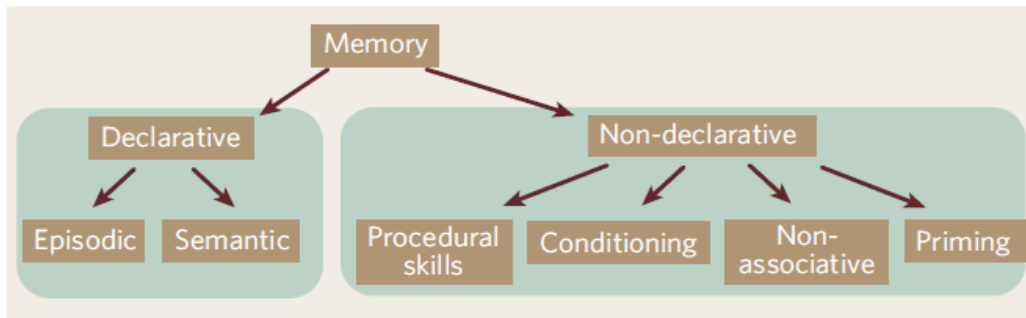 Memory
Declarative
Non-declarative
Episodic
Semantic
Procedural
skills
Conditioning
Non-
associative
Priming